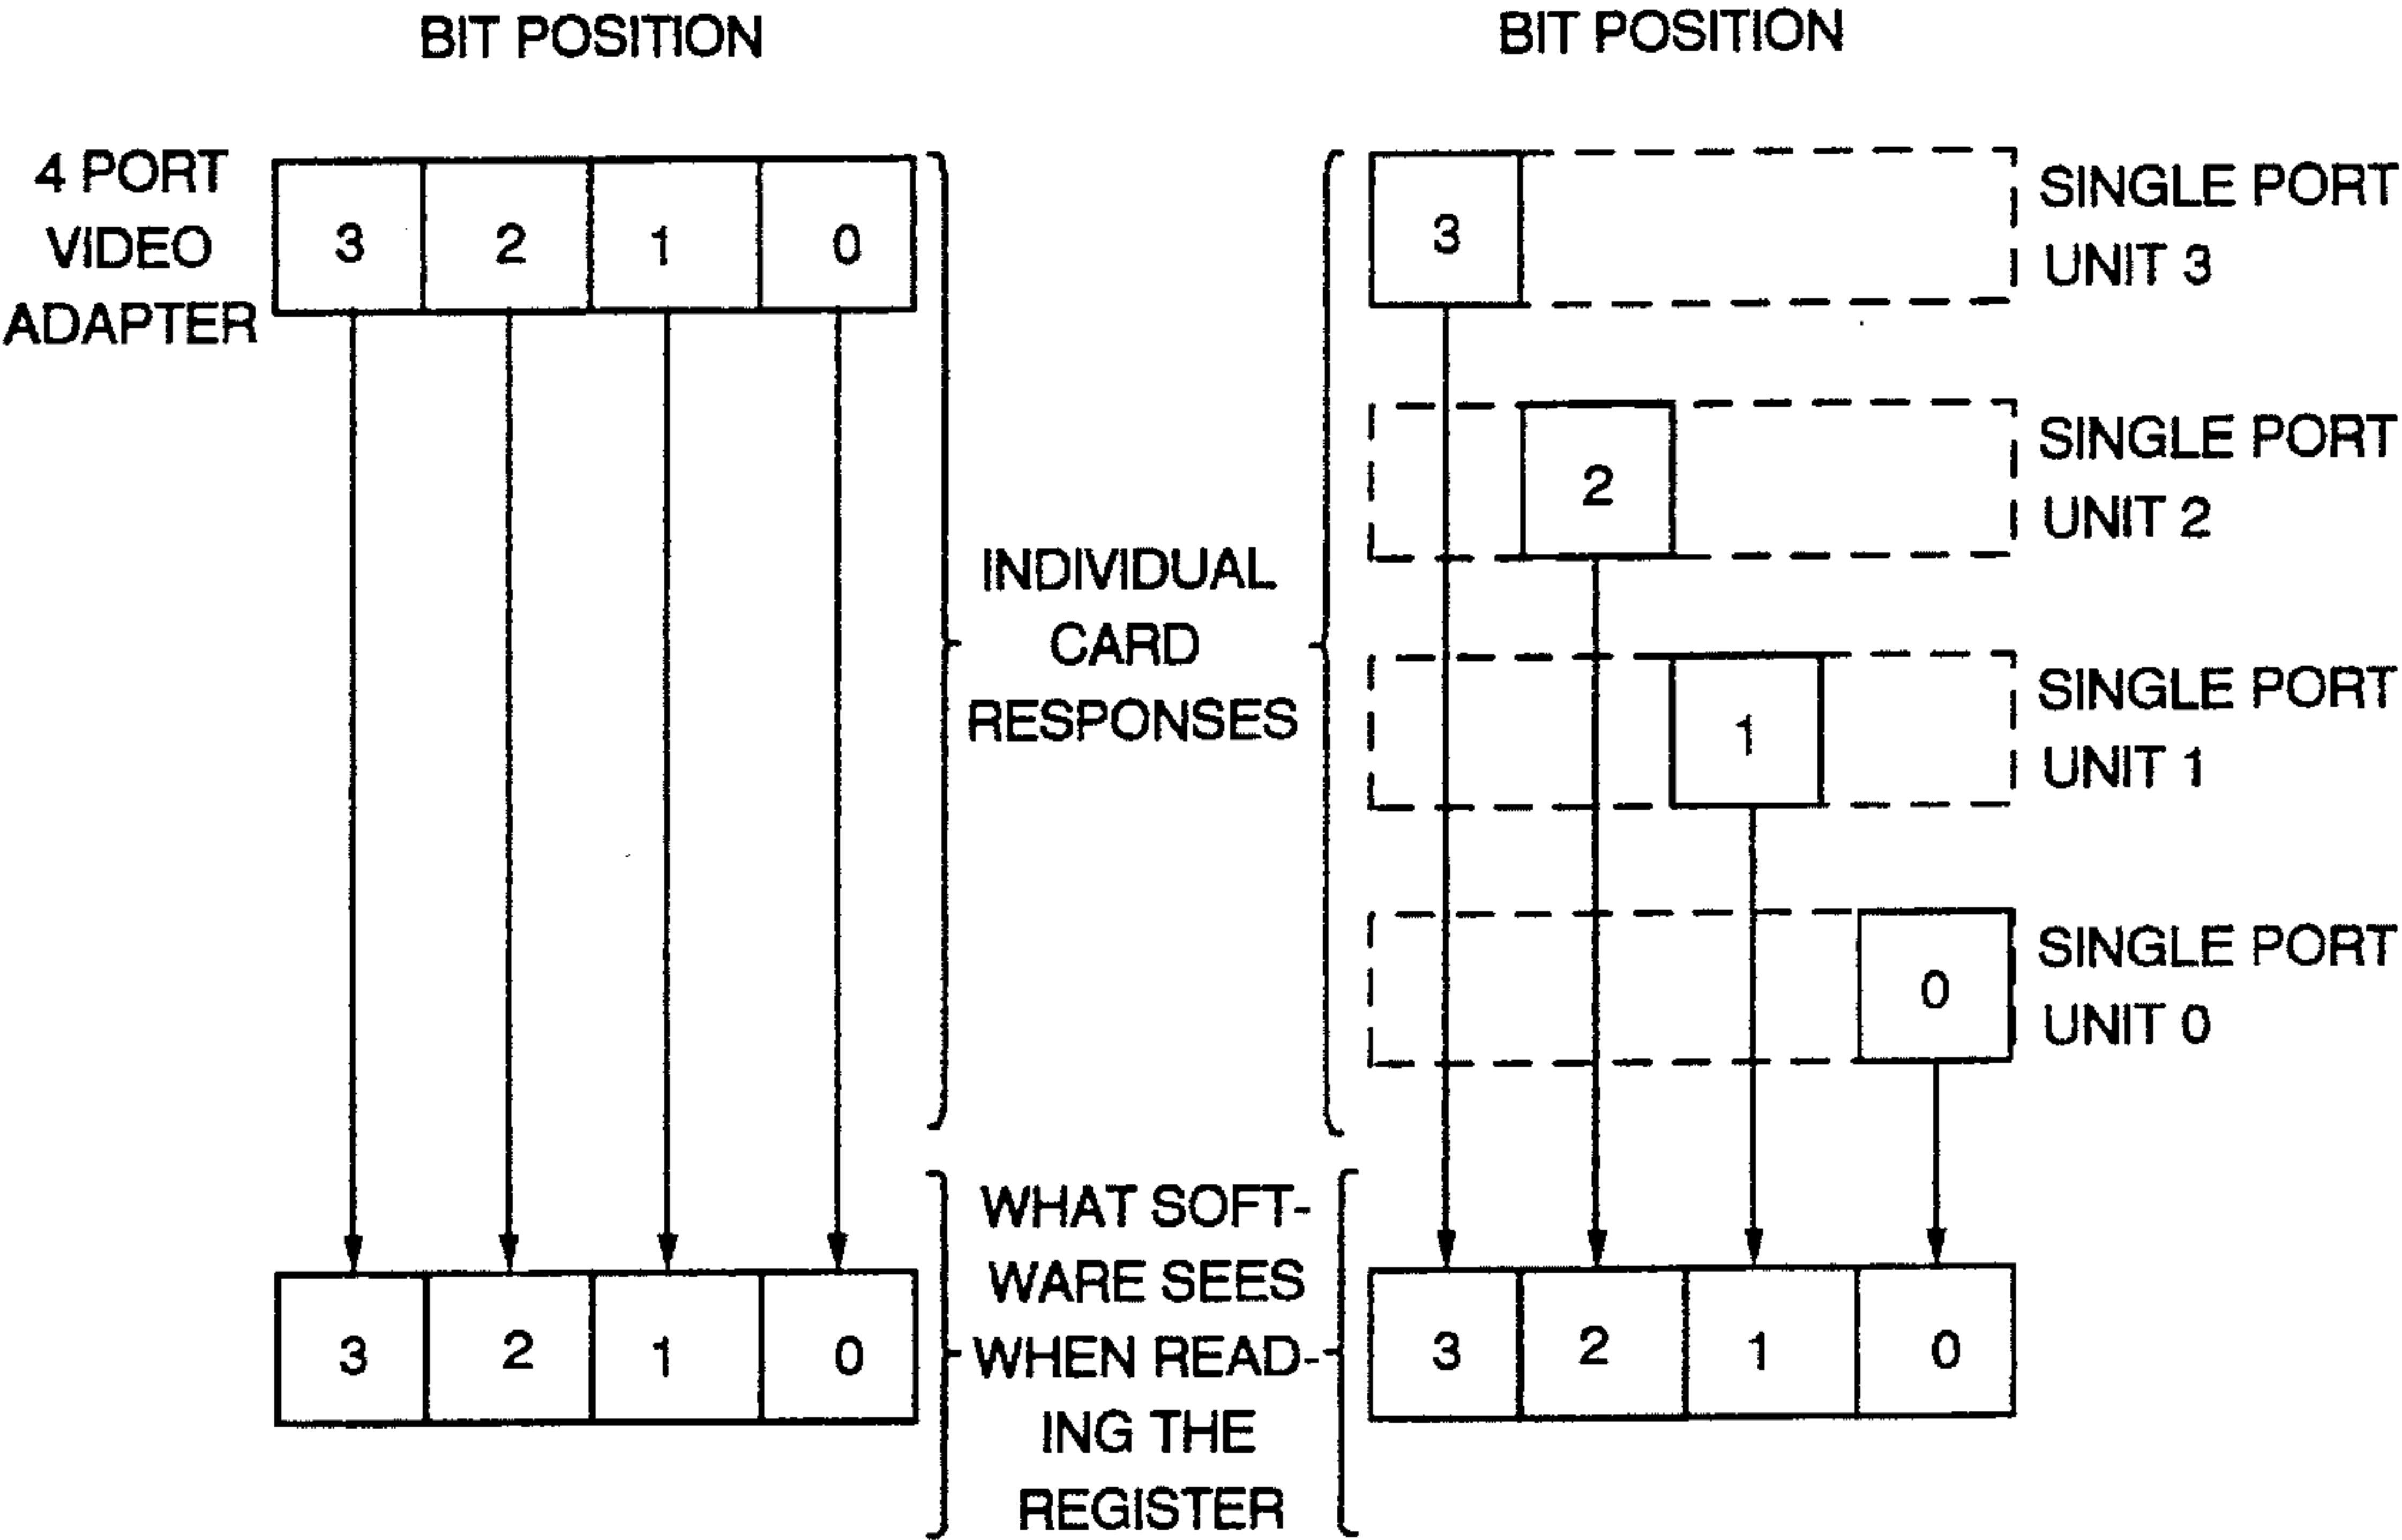 BIT POSITION
BIT POSITION
4 PORT
VIDEO
ADAPTER
3 2 1 0
3
SINGLE PORT
UNIT 3
2
SINGLE PORT
UNIT 2
INDIVIDUAL
CARD
RESPONSES
1
SINGLE PORT
UNIT 1
0
SINGLE PORT
UNIT 0
WHAT SOFT-
WARE SEES
WHEN READ-
ING THE
REGISTER
3 2 1 0
3 2 1 0